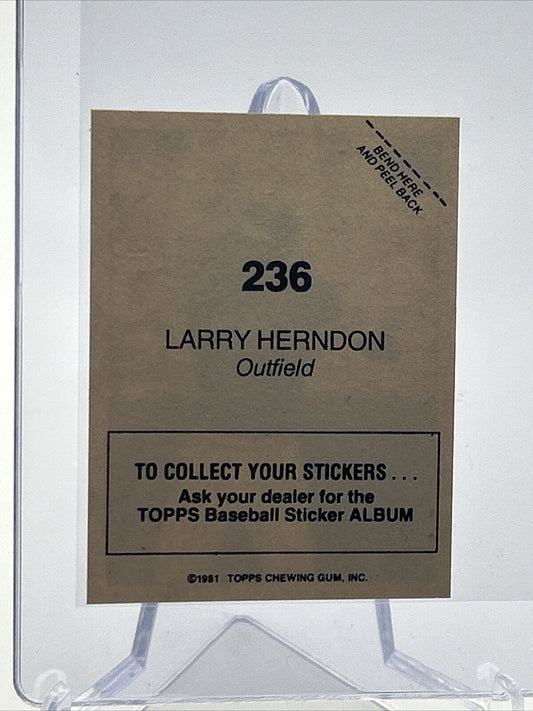 BEND HERE
AND PEEL BACK
236
LARRY HERNDON
Outfield
TO COLLECT YOUR STICKERS...
Ask your dealer for the
TOPPS Baseball Sticker ALBUM
©1981 TOPPS CHEWING GUM, INC.